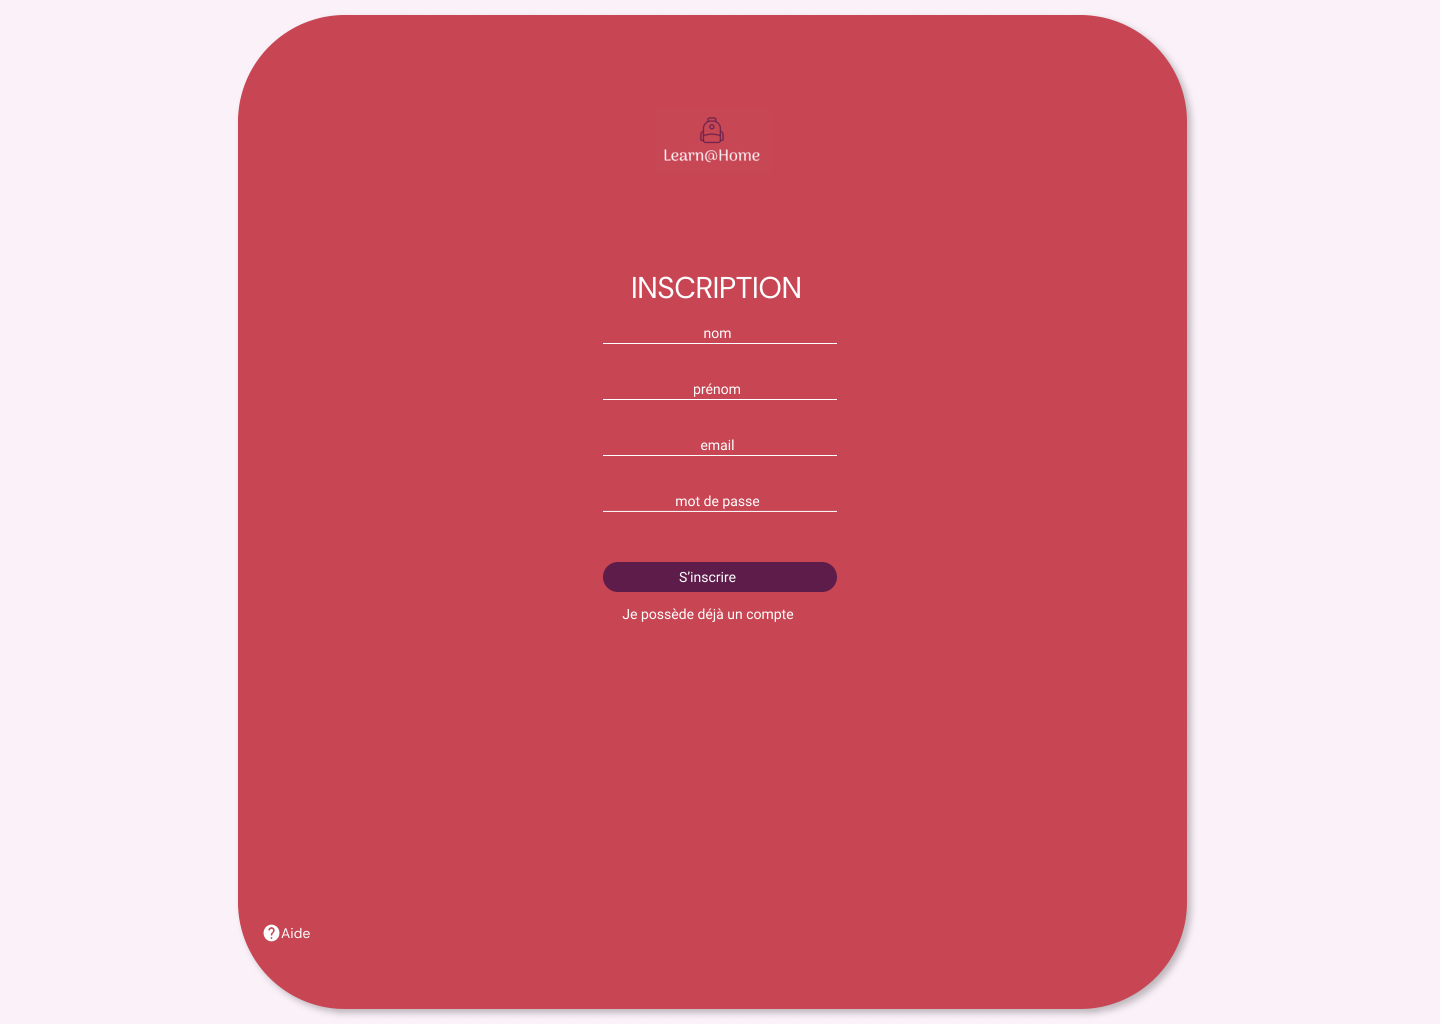 Learn@Home
INSCRIPTION
nom
prénom
email
mot de passe
S’inscrire
Je possède déjà un compte
Aide